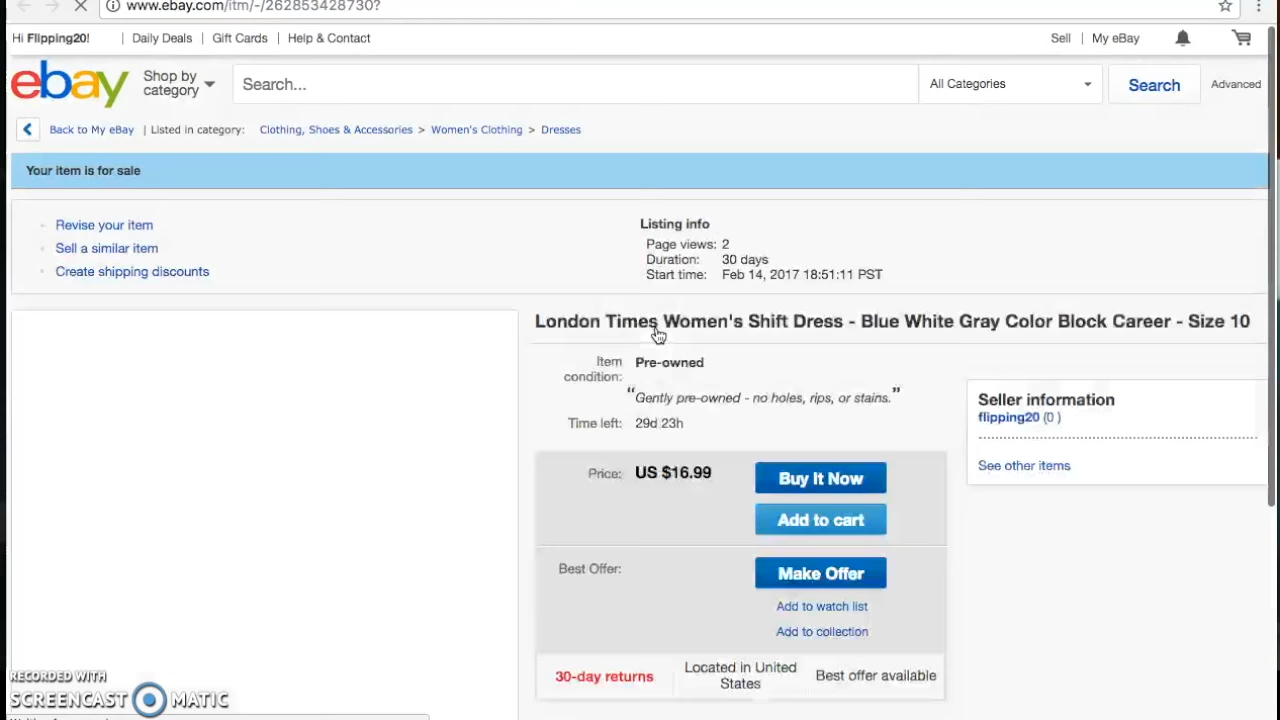 www.ebay.com/itm/-/262853428730?
Hi Flipping20! | Daily Deals | Gift Cards | Help & Contact Sell | My eBay
ebay Shop by category Search... All Categories Search Advanced
Back to My eBay | Listed in category: Clothing, Shoes & Accessories > Women's Clothing > Dresses
Your item is for sale
Revise your item
Sell a similar item
Create shipping discounts
Listing info
Page views: 2
Duration: 30 days
Start time: Feb 14, 2017 18:51:11 PST
London Times Women's Shift Dress - Blue White Gray Color Block Career - Size 10
Item condition: Pre-owned
“Gently pre-owned - no holes, rips, or stains.”
Time left: 29d 23h
Price: US $16.99 Buy It Now
Add to cart
Best Offer: Make Offer
Add to watch list
Add to collection
30-day returns Located in United States Best offer available
Seller information
flipping20 (0 )
See other items
RECORDED WITH
SCREENCAST MATIC